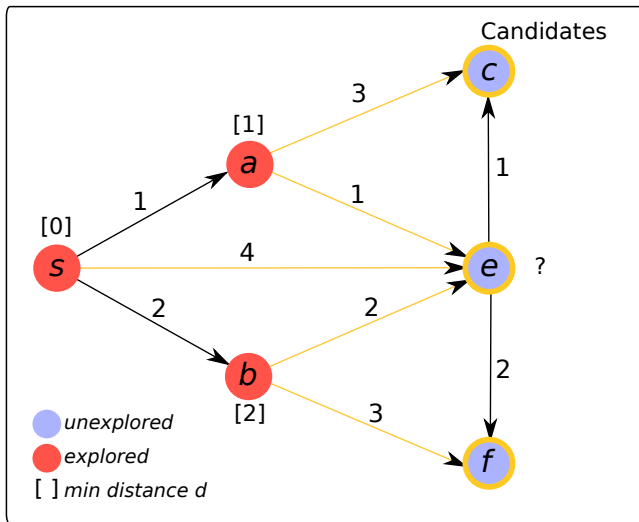 Candidates
c
3
[1]
a
1
1
1
[0]
s
4
e
?
2
2
2
b
[2]
3
f
unexplored
explored
[ ] min distance d